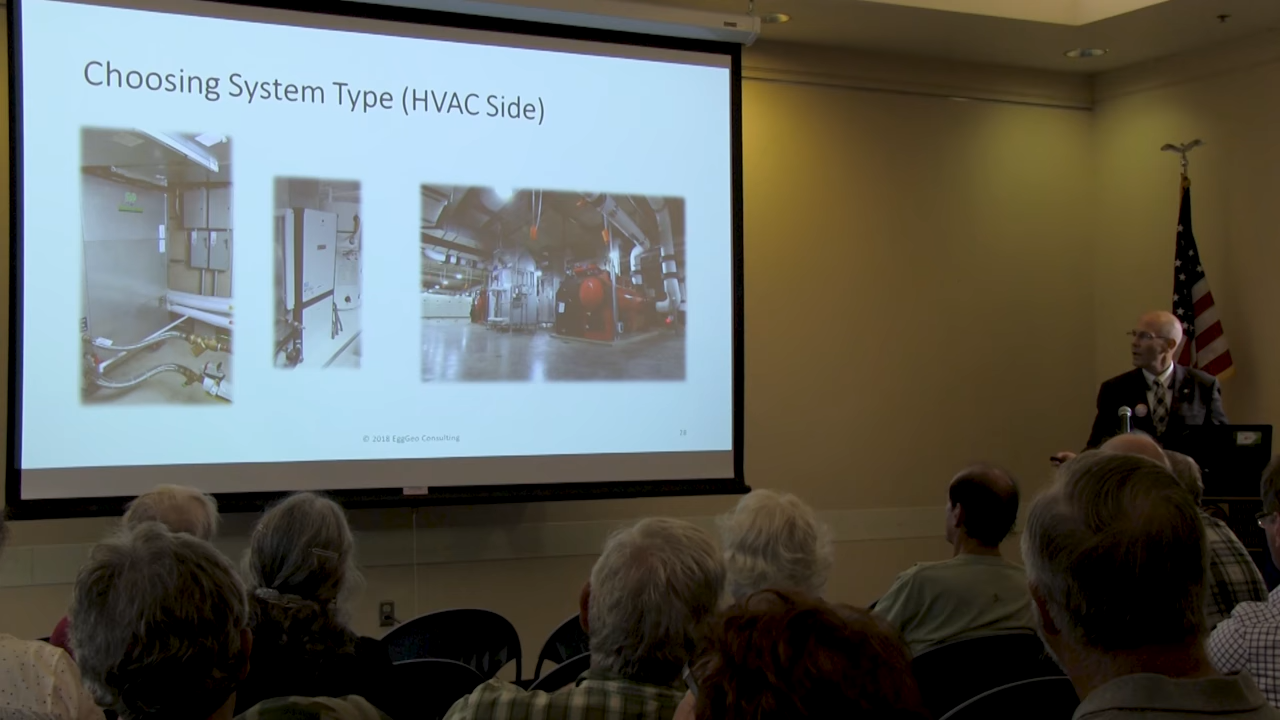 Choosing System Type (HVAC Side)
© 2018 EggGeo Consulting